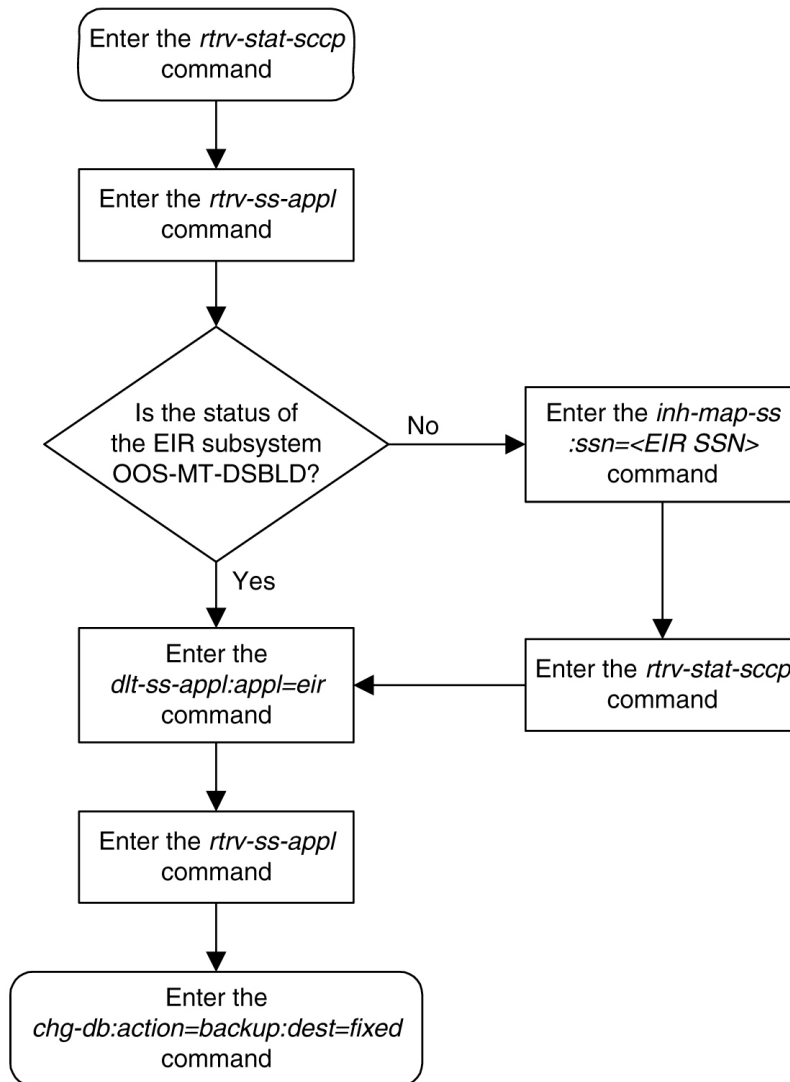 Enter the rtrv-stat-sccp
command
Enter the rtrv-ss-appl
command
Is the status of
the EIR subsystem
OOS-MT-DSBLD?
No
Enter the inh-map-ss
:ssn=<EIR SSN>
command
Yes
Enter the
dlt-ss-appl:appl=eir
command
Enter the rtrv-stat-sccp
command
Enter the rtrv-ss-appl
command
Enter the
chg-db:action=backup:dest=fixed
command